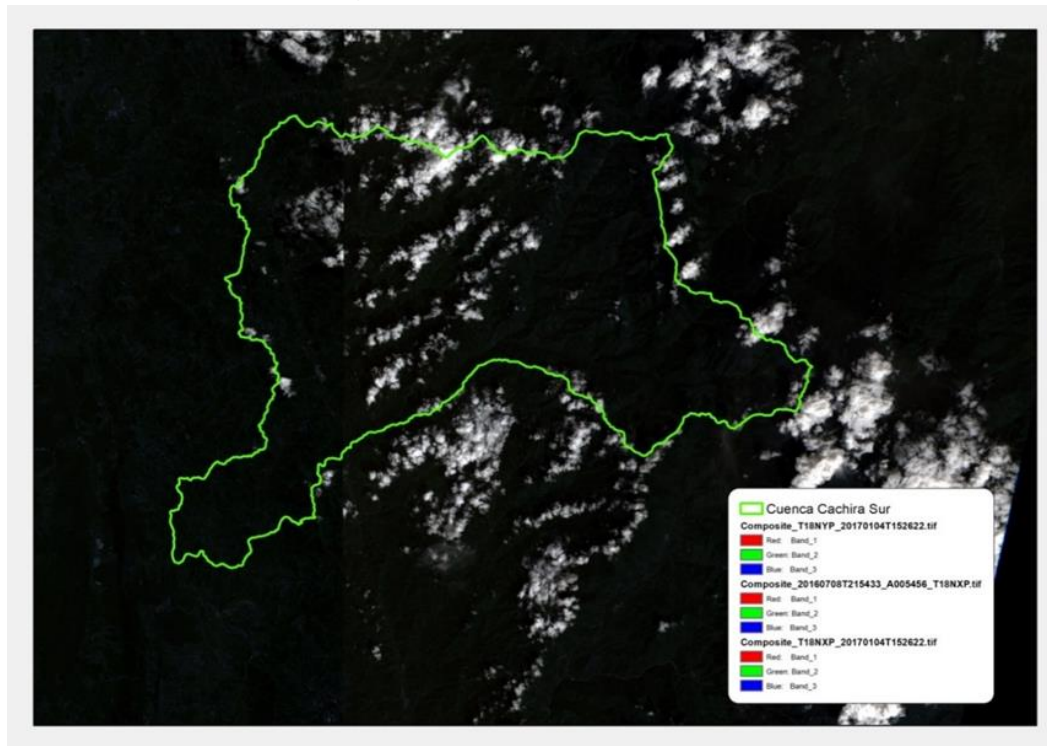 Cuenca Cachira Sur
Composite_T18NYP_20170104T152622.tif
Red: Band_1
Green: Band_2
Blue: Band_3
Composite_20160708T215433_A005456_T18NXP.tif
Red: Band_1
Green: Band_2
Blue: Band_3
Composite_T18NXP_20170104T152622.tif
Red: Band_1
Green: Band_2
Blue: Band_3